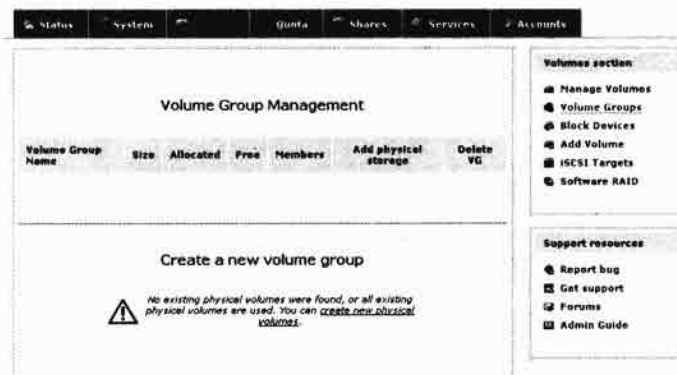 Status System Quota Shares Services Accounts
Volume Group Management
Volume Group Name Size Allocated Free Members Add physical storage Delete VG
Create a new volume group
No existing physical volumes were found, or all existing
physical volumes are used. You can create new physical
volumes.
Volumes section
Manage Volumes
Volume Groups
Block Devices
Add Volume
iSCSI Targets
Software RAID
Support resources
Report bug
Get support
Forums
Admin Guide